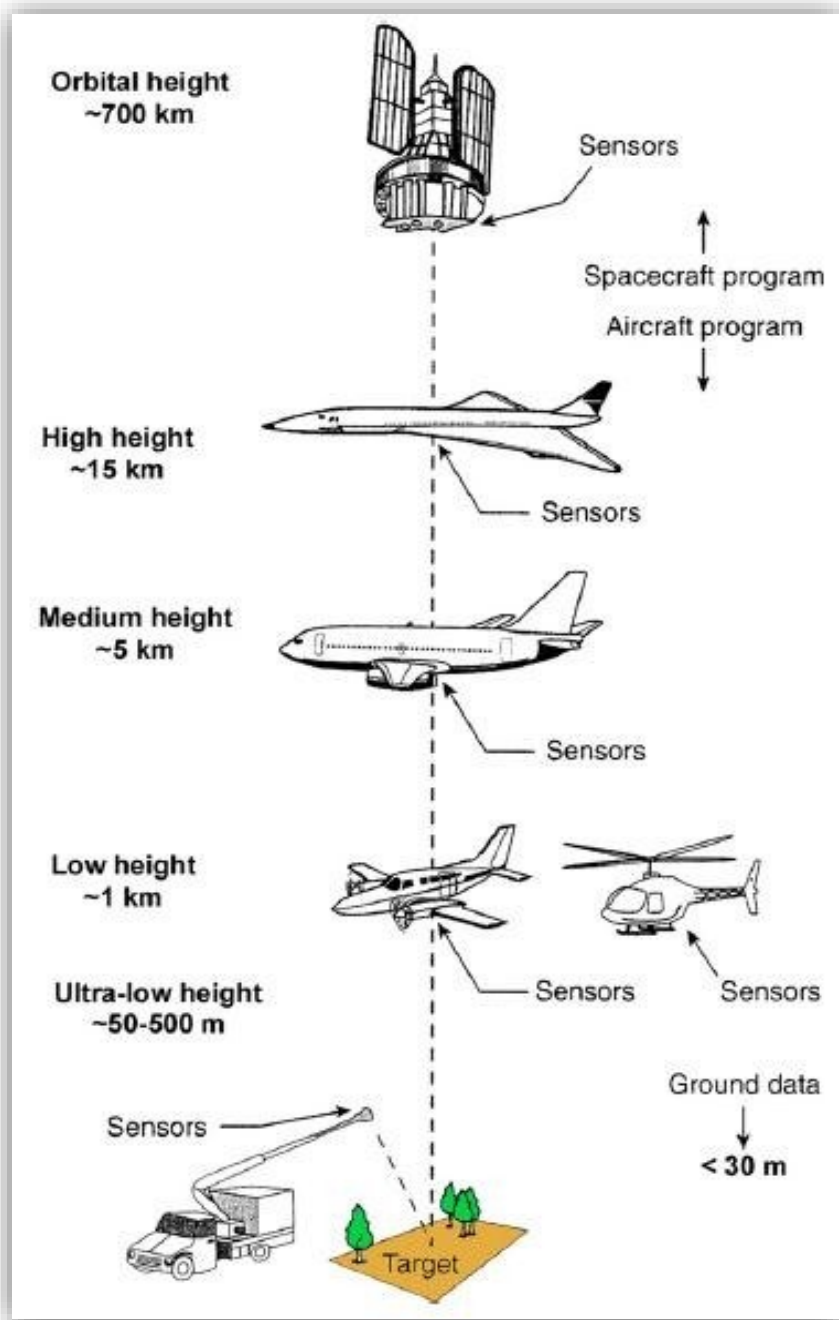 Orbital height
~700 km
Sensors
Spacecraft program
Aircraft program
High height
~15 km
Sensors
Medium height
~5 km
Sensors
Low height
~1 km
Sensors
Sensors
Ultra-low height
~50-500 m
Ground data
< 30 m
Sensors
Target